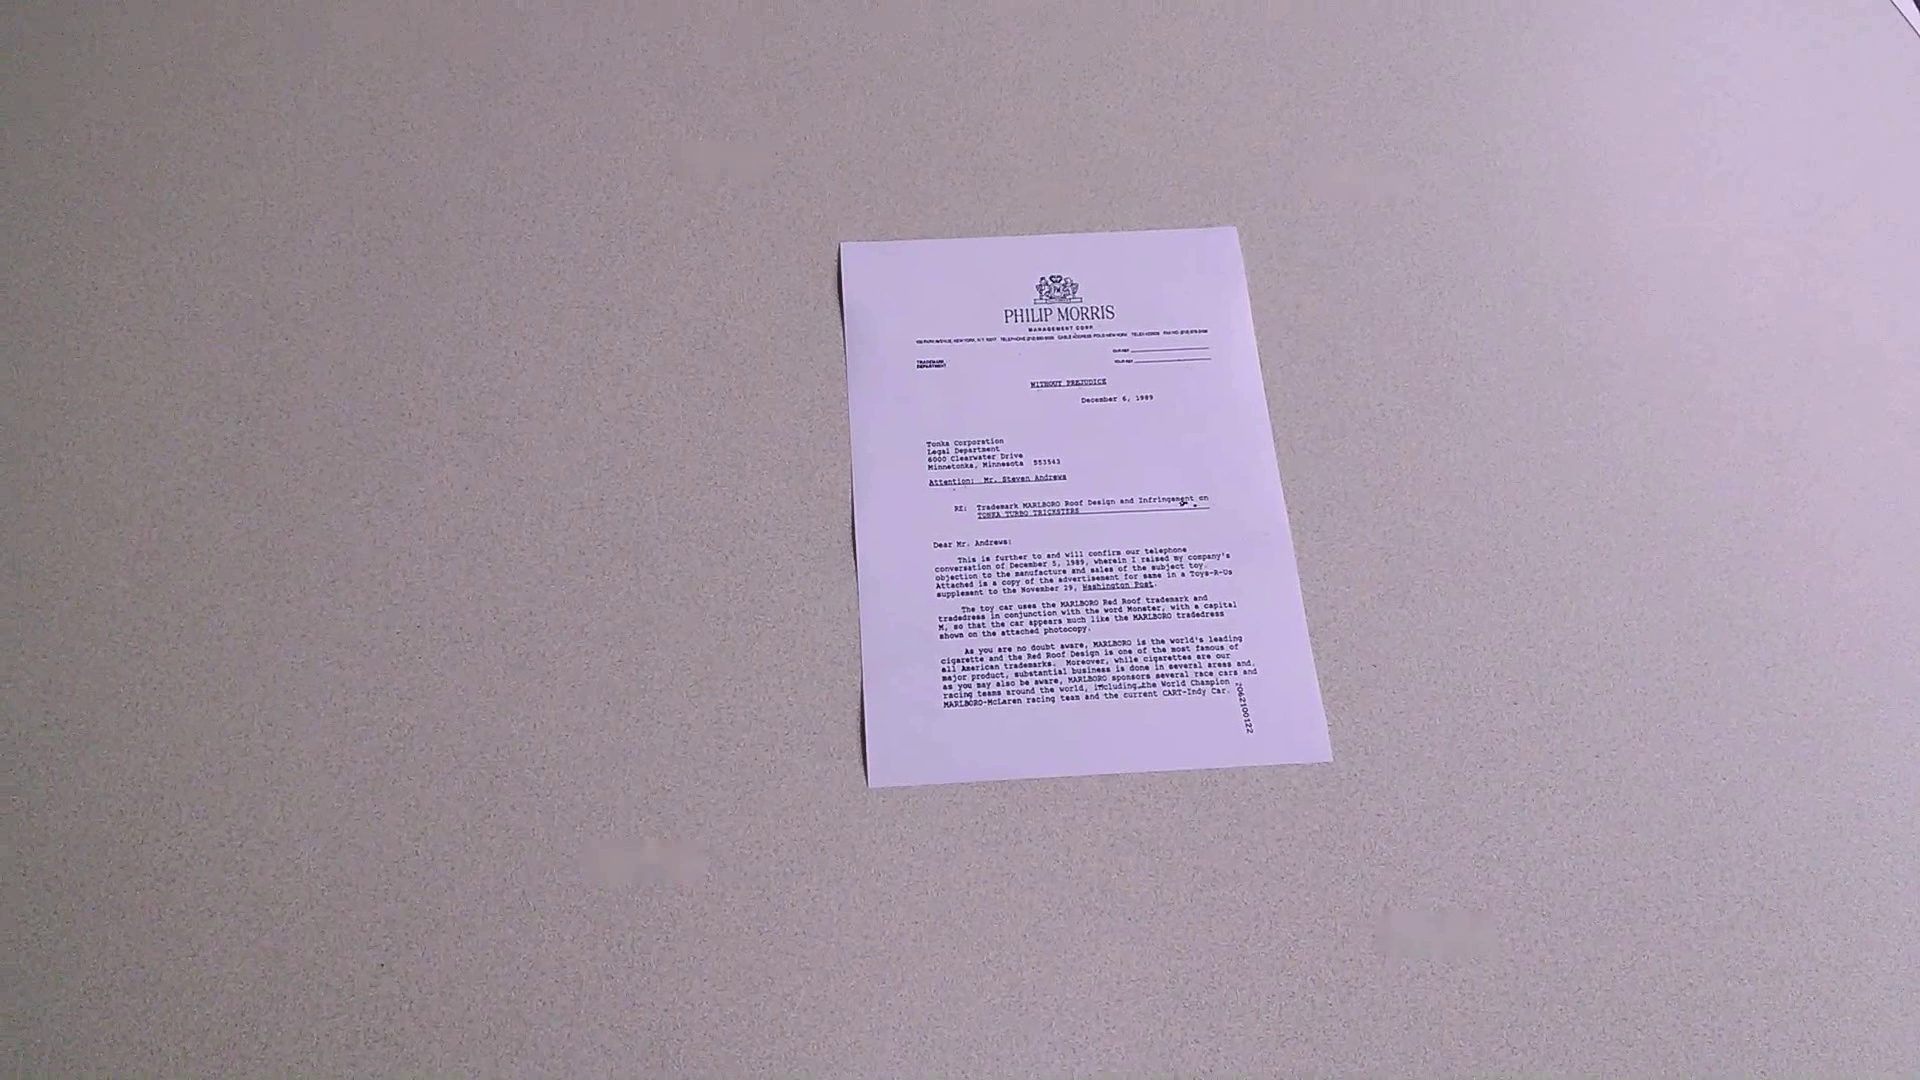 PHILIP MORRIS
MANAGEMENT CORP.
PARK AVENUE, NEW YORK, N.Y. TELEPHONE CABLE ADDRESS: TELEX FAX NO.
TRADEMARK
DEPARTMENT
OUR REF
YOUR REF
WITHOUT PREJUDICE
December 6, 1989
Tonka Corporation
Legal Department
6000 Clearwater Drive
Minnetonka, Minnesota 553543
Attention: Mr. Steven Andrews
RE: Trademark MARLBORO Roof Design and Infringement on
TONKA TURBO TRICKSTERS
Dear Mr. Andrews:
This is further to and will confirm our telephone
conversation of December 5, 1989, wherein I raised my company's
objection to the manufacture and sales of the subject toy.
Attached is a copy of the advertisement for same in a Toys-R-Us
supplement to the November 29, Washington Post.
The toy car uses the MARLBORO Red Roof trademark and
tradedress in conjunction with the word Monster, with a capital
M, so that the car appears much like the MARLBORO tradedress
shown on the attached photocopy.
As you are no doubt aware, MARLBORO is the world's leading
cigarette and the Red Roof Design is one of the most famous of
all American trademarks. Moreover, while cigarettes are our
major product, substantial business is done in several areas and,
as you may also be aware, MARLBORO sponsors several race cars and
racing teams around the world, including the World Champion
MARLBORO-McLaren racing team and the current CART-Indy Car.